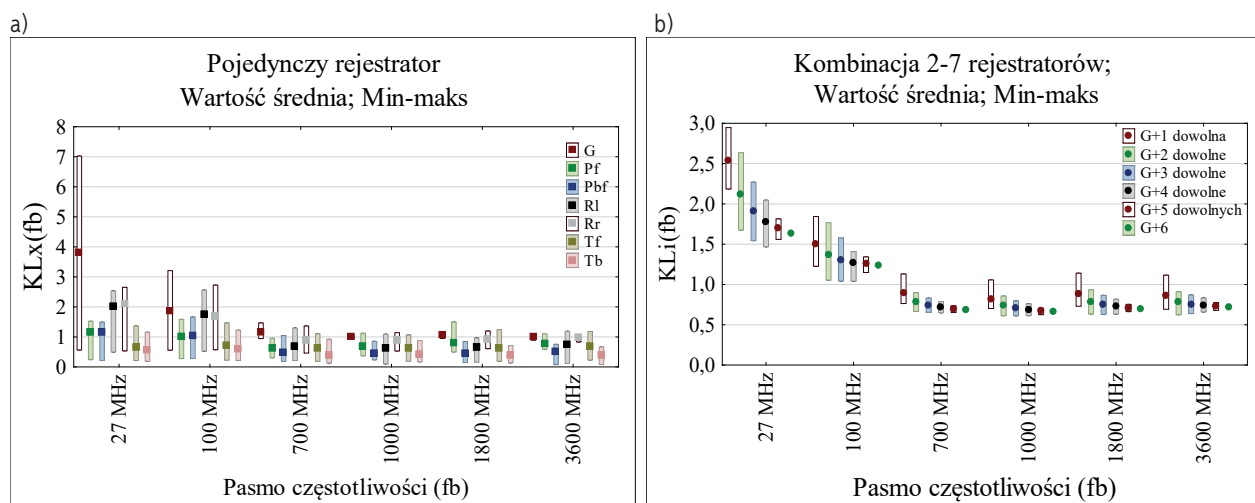 a)
Pojedynczy rejestrator
Wartość średnia; Min-maks
KLx(fb)
8
7
6
5
4
3
2
1
0
G
Pf
Pbf
Rl
Rr
Tf
Tb
27 MHz
100 MHz
700 MHz
1000 MHz
1800 MHz
3600 MHz
Pasmo częstotliwości (fb)
b)
Kombinacja 2-7 rejestratorów;
Wartość średnia; Min-maks
KLi(fb)
3,0
2,5
2,0
1,5
1,0
0,5
0,0
G+1 dowolna
G+2 dowolne
G+3 dowolne
G+4 dowolne
G+5 dowolnych
G+6
27 MHz
100 MHz
700 MHz
1000 MHz
1800 MHz
3600 MHz
Pasmo częstotliwości (fb)